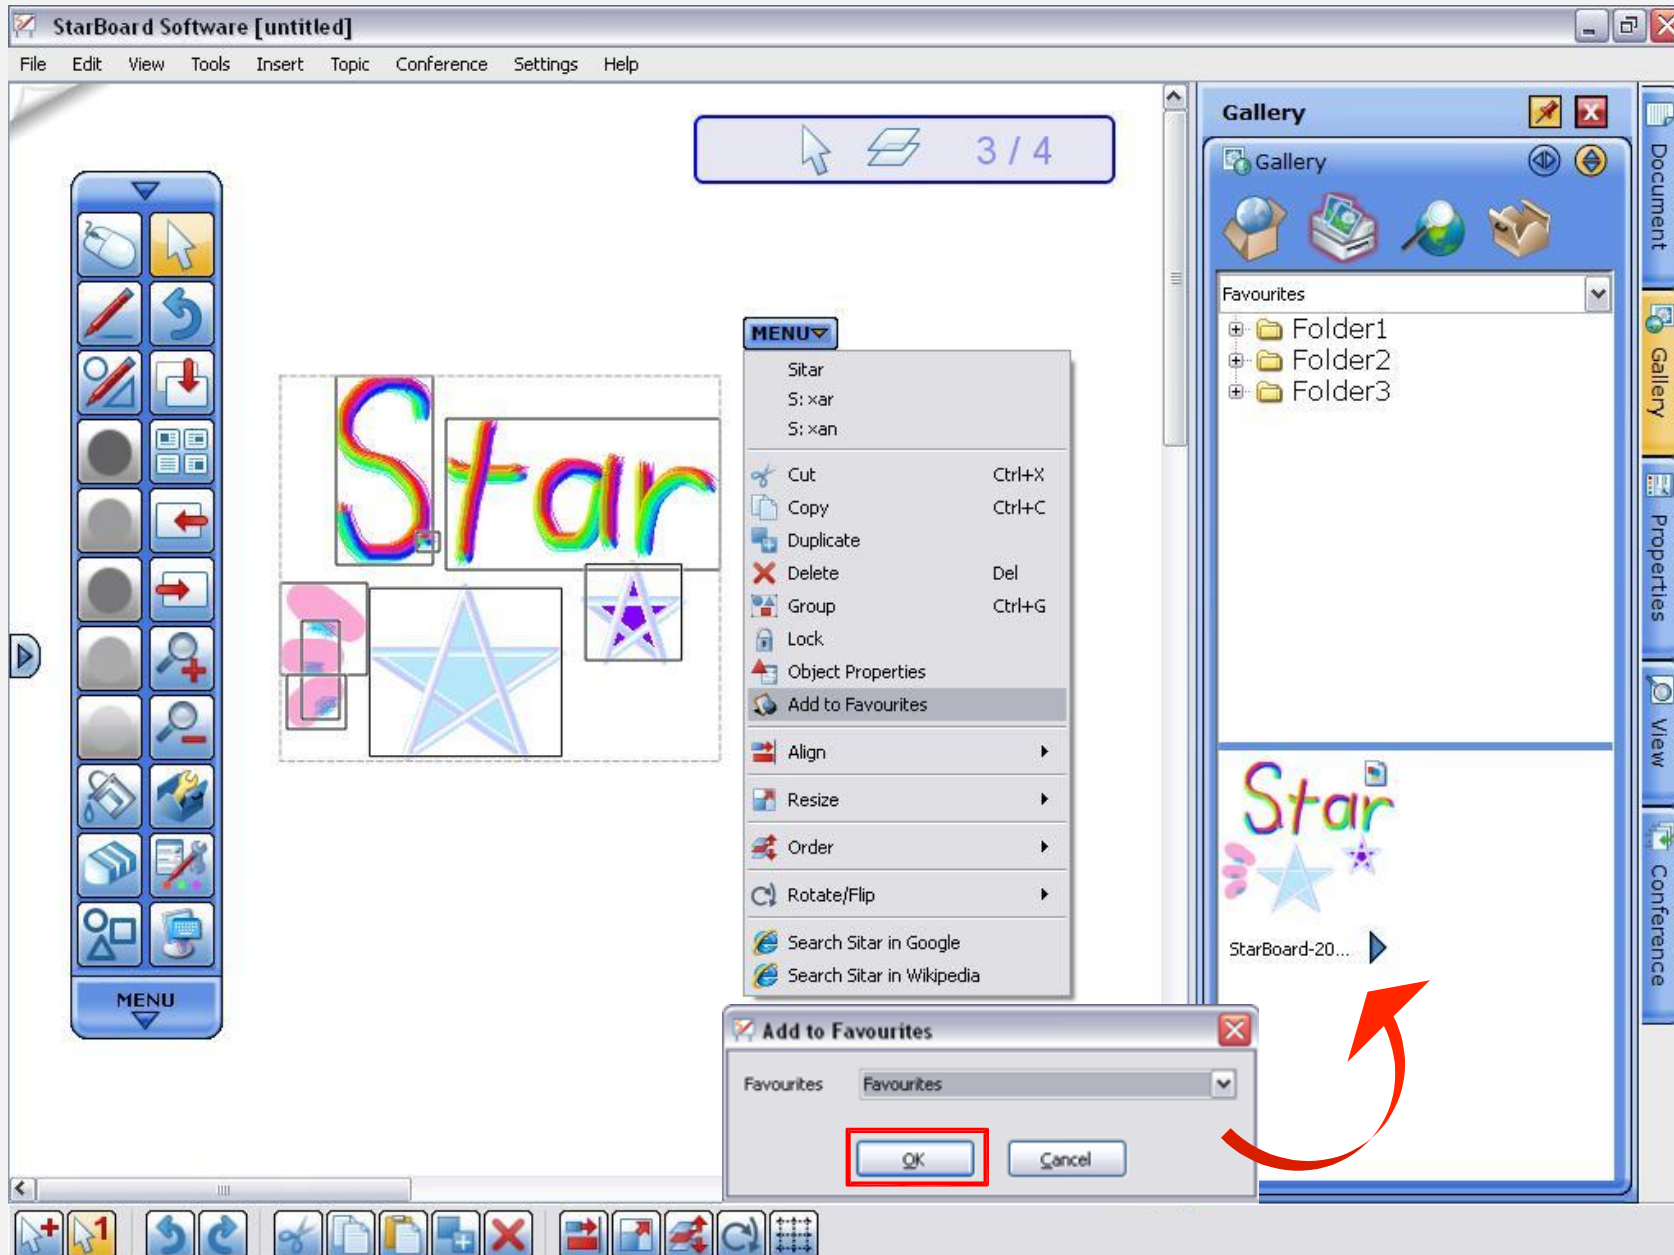 StarBoard Software [untitled]
File Edit View Tools Insert Topic Conference Settings Help
3 / 4
MENU
Star
MENU
Sitar
S: ×ar
S: ×an
Cut Ctrl+X
Copy Ctrl+C
Duplicate
Delete Del
Group Ctrl+G
Lock
Object Properties
Add to Favourites
Align
Resize
Order
Rotate/Flip
Search Sitar in Google
Search Sitar in Wikipedia
Add to Favourites
Favourites Favourites
OK Cancel
Gallery
Gallery
Favourites
Folder1
Folder2
Folder3
Star
StarBoard-20...
Document
Gallery
Properties
View
Conference
1